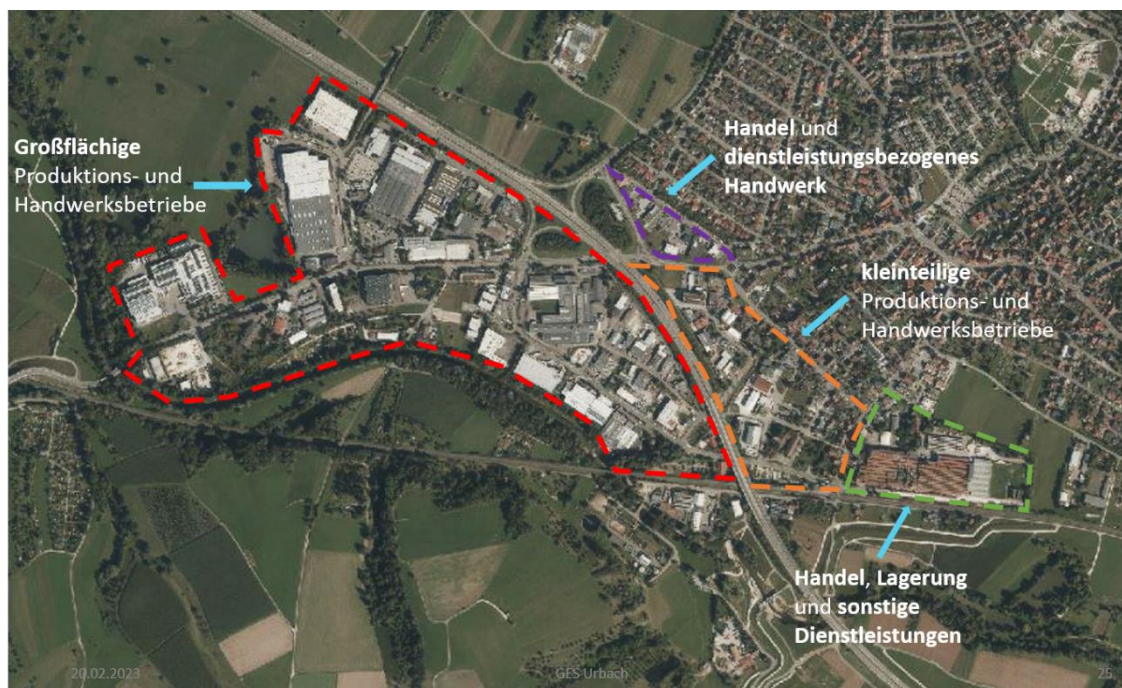 Großflächige
Produktions- und
Handwerksbetriebe
Handel und
dienstleistungsbezogenes
Handwerk
kleinteilige
Produktions- und
Handwerksbetriebe
Handel, Lagerung
und sonstige
Dienstleistungen
20.02.2023
GES Urbach
25